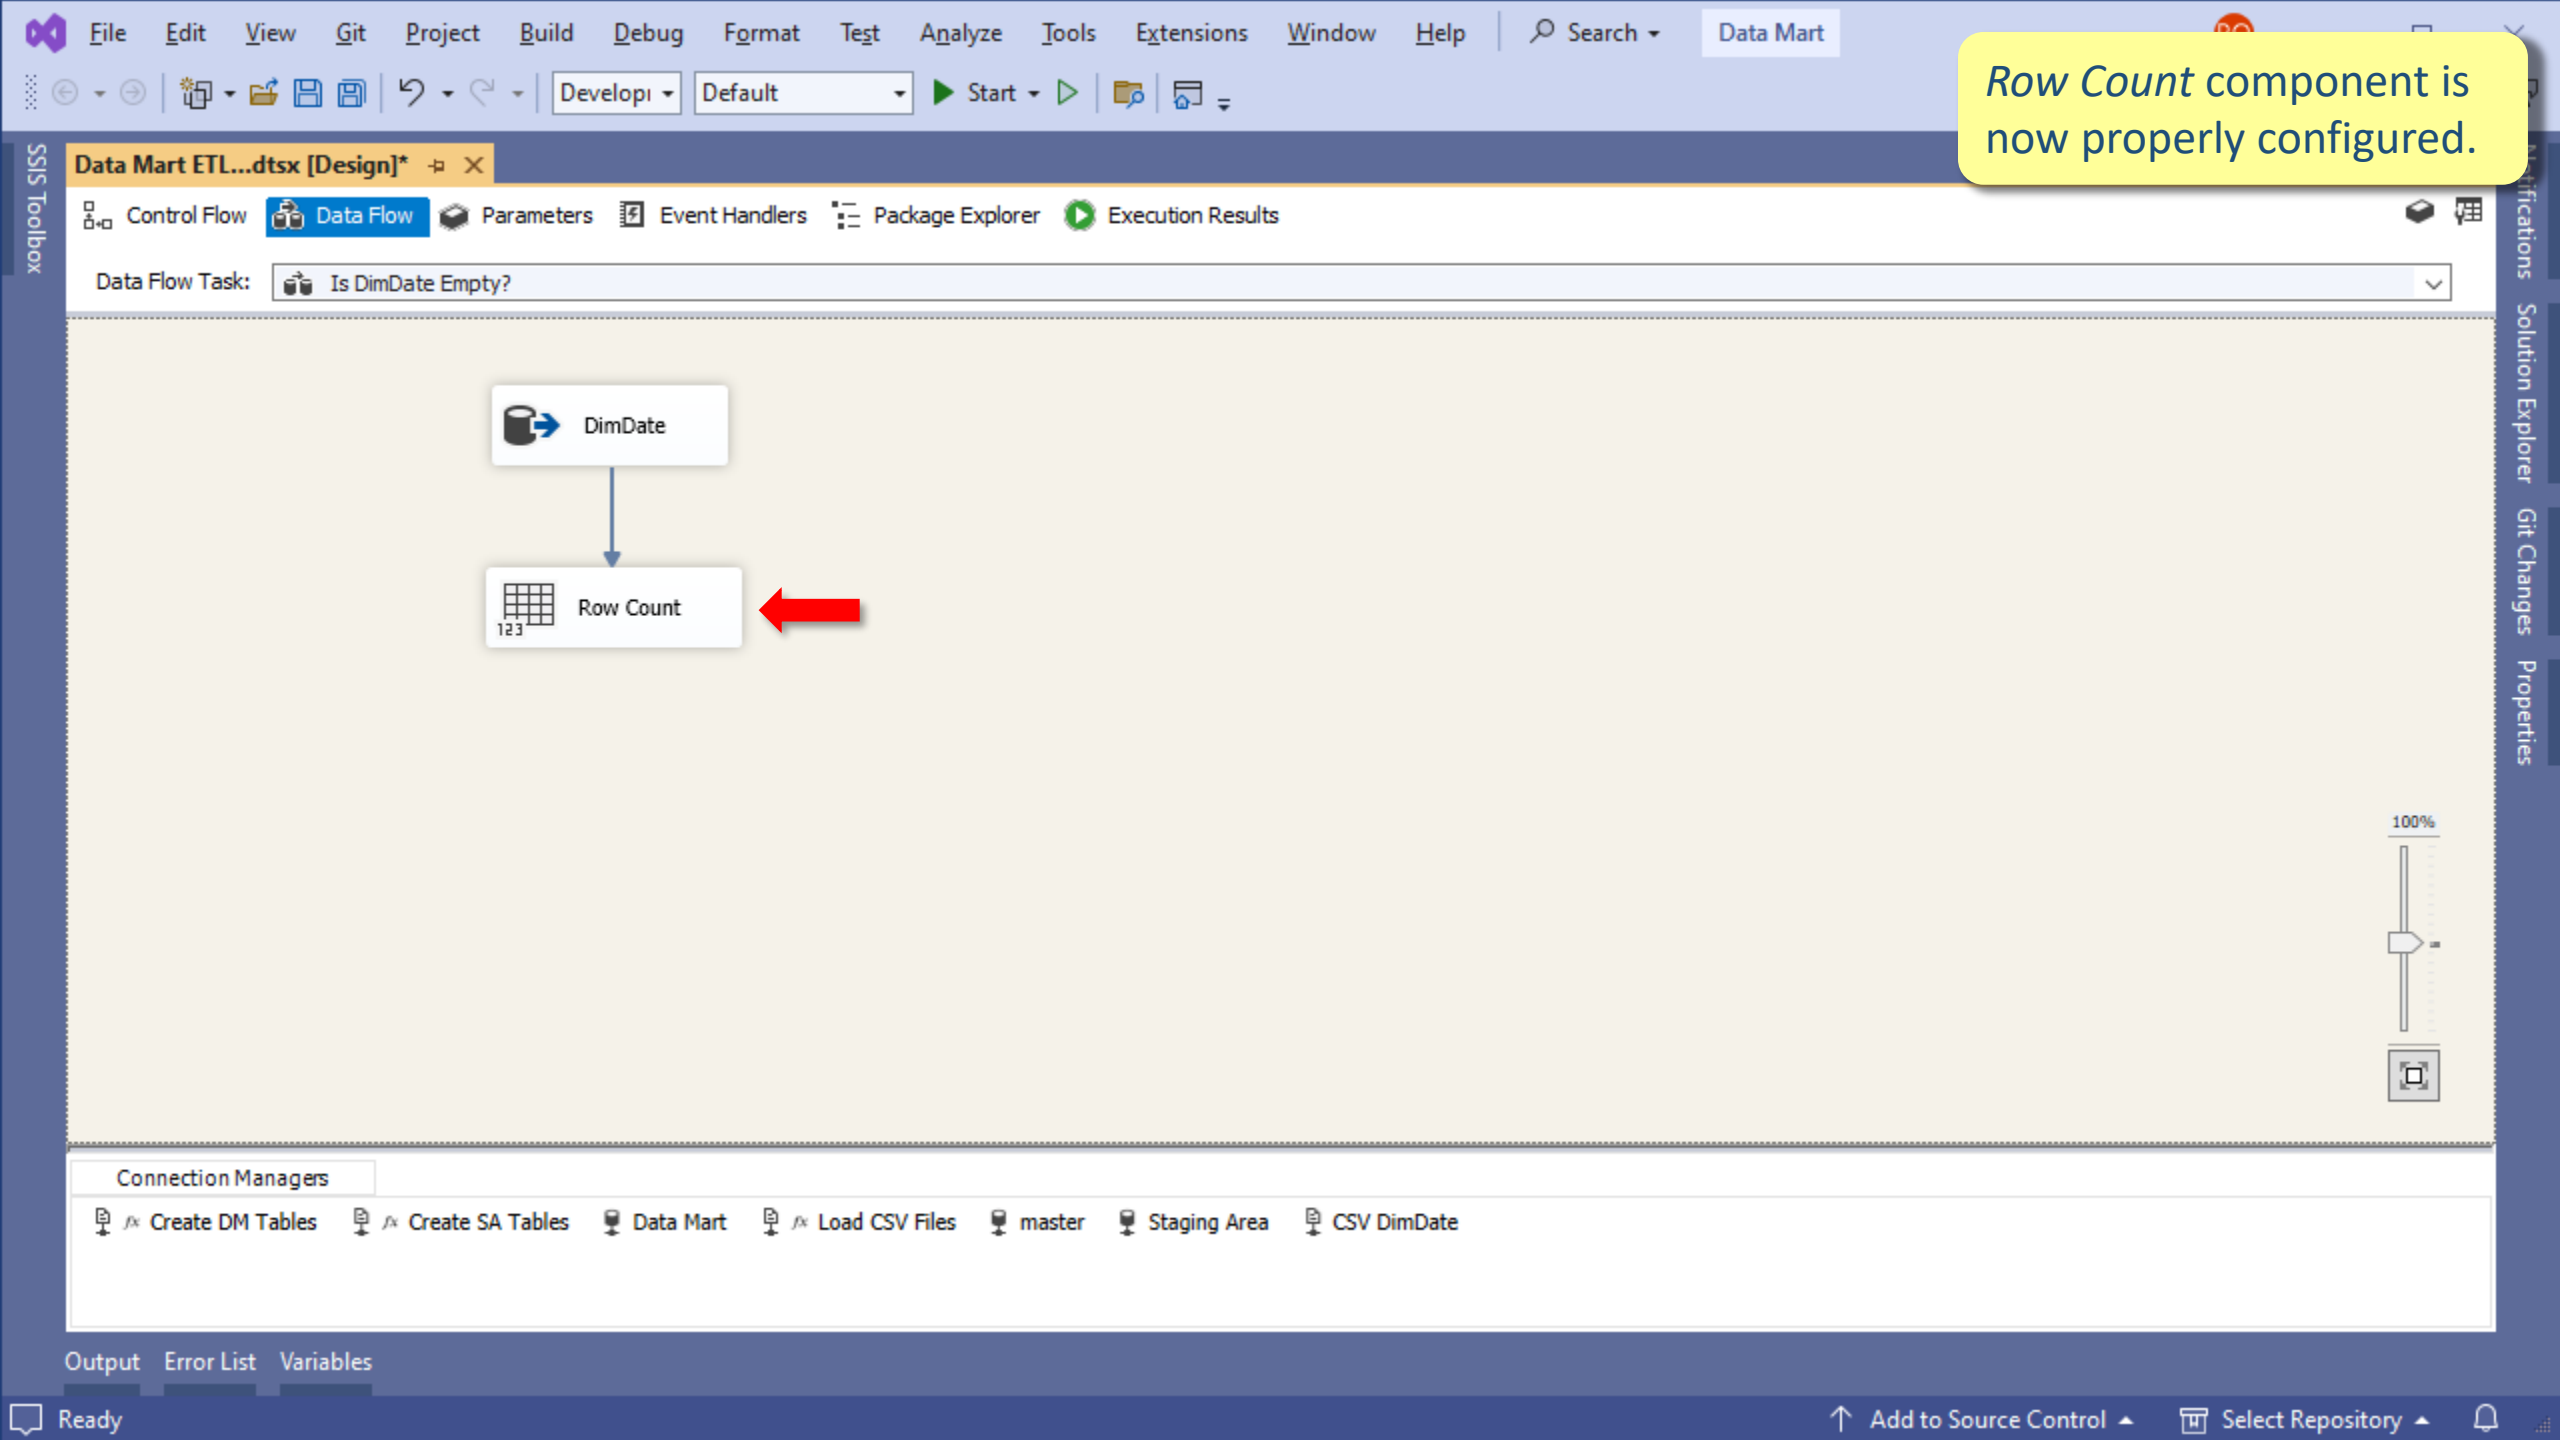 File Edit View Git Project Build Debug Format Test Analyze Tools Extensions Window Help Search Data Mart
Default Start
Row Count component is
now properly configured.
SSIS Toolbox
Data Mart ETL...dtsx [Design]*
Control Flow Data Flow Parameters Event Handlers Package Explorer Execution Results
Data Flow Task: Is DimDate Empty?
DimDate
Row Count
123
100%
Solution Explorer
Git Changes
Properties
Connection Managers
fx Create DM Tables fx Create SA Tables Data Mart fx Load CSV Files master Staging Area CSV DimDate
Output Error List Variables
Ready Add to Source Control Select Repository